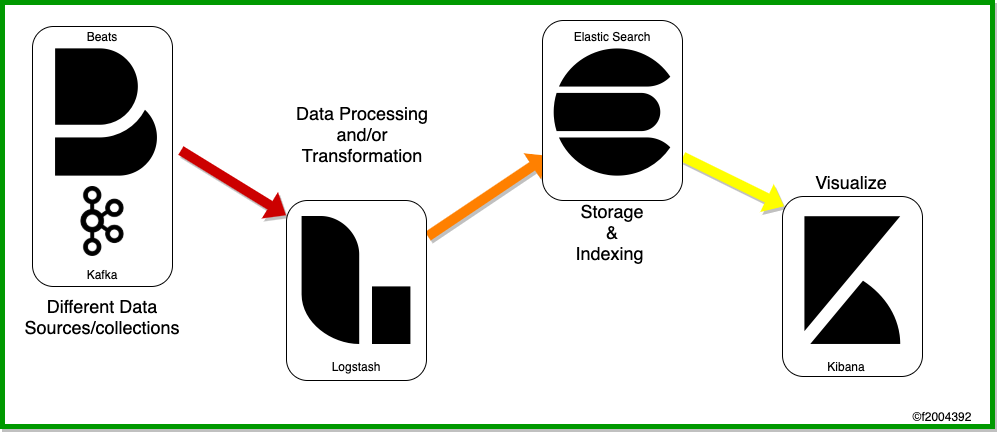 Beats
Kafka
Different Data
Sources/collections
Data Processing
and/or
Transformation
Logstash
Elastic Search
Storage
&
Indexing
Visualize
Kibana
©f2004392